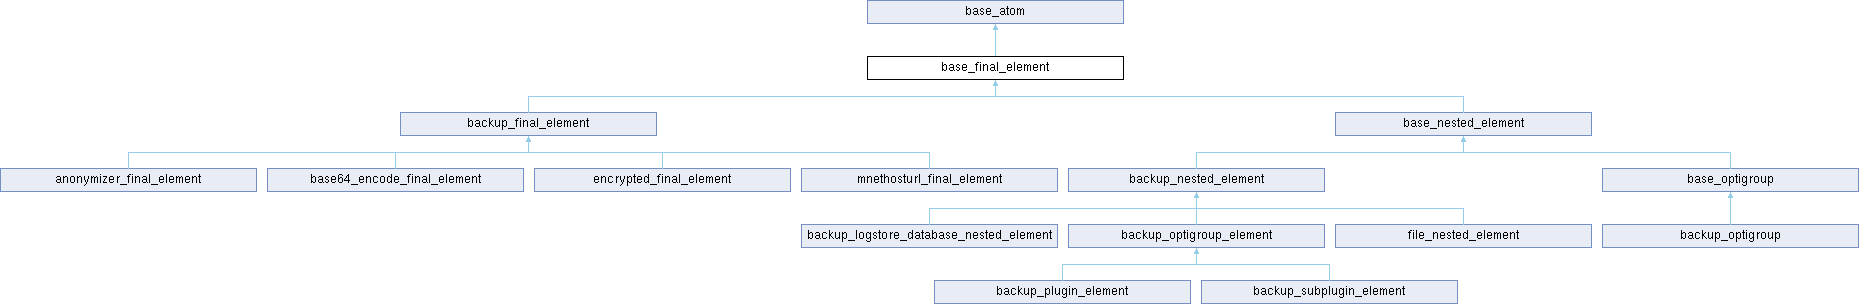 base_atom
base_final_element
backup_final_element
base_nested_element
anonymizer_final_element
base64_encode_final_element
encrypted_final_element
mnethosturl_final_element
backup_nested_element
base_optigroup
backup_logstore_database_nested_element
backup_optigroup_element
file_nested_element
backup_optigroup
backup_plugin_element
backup_subplugin_element